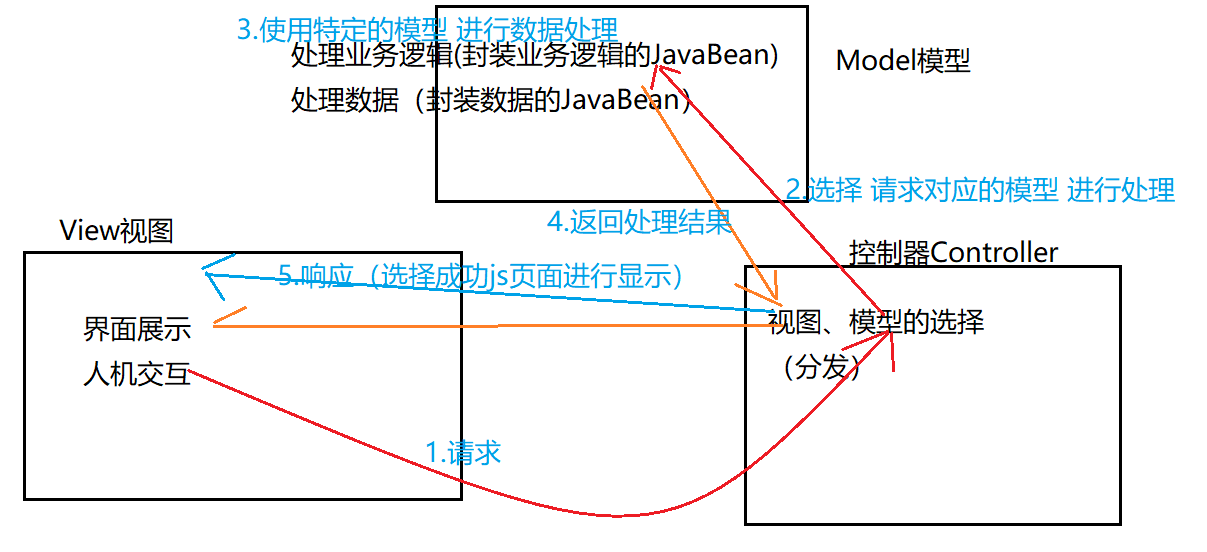 3.使用特定的模型 进行数据处理
处理业务逻辑(封装业务逻辑的JavaBean)
Model模型
处理数据（封装数据的JavaBean）
2.选择 请求对应的模型 进行处理
4.返回处理结果
View视图
控制器Controller
5.响应（选择成功js页面进行显示）
视图、模型的选择
界面展示
（分发）
人机交互
1.请求